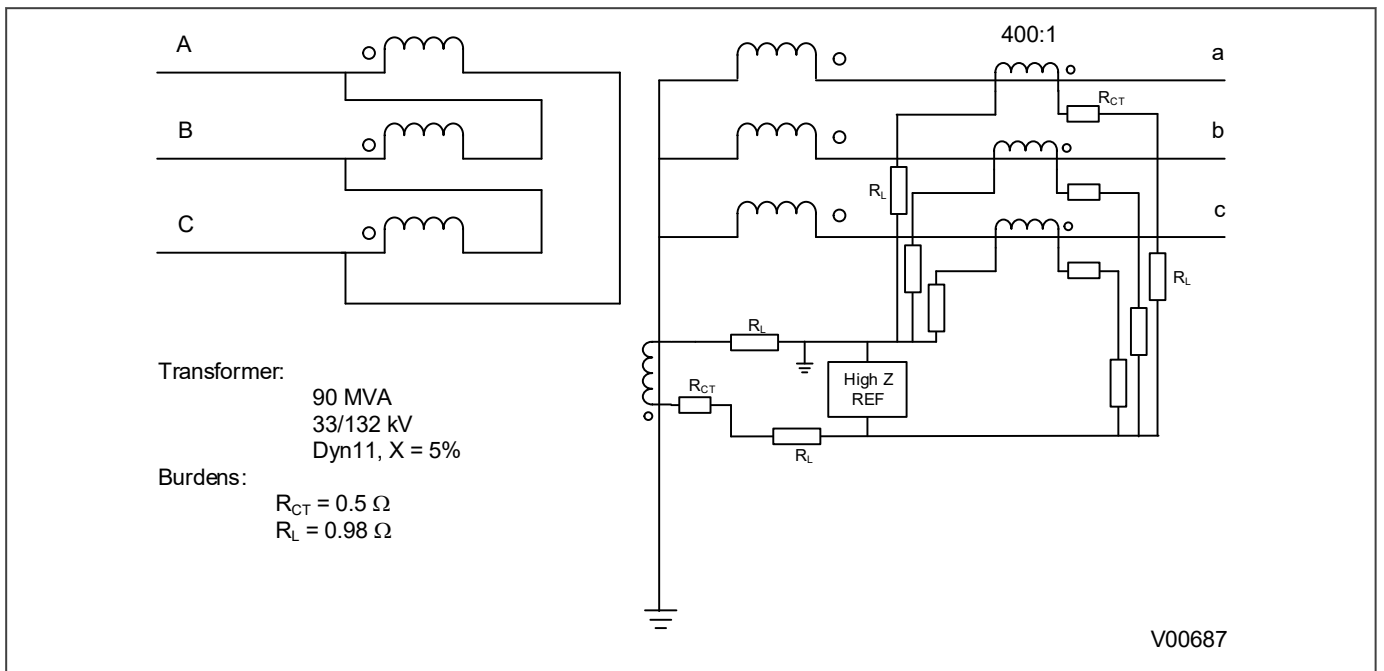 A
B
C
400:1
a
b
c
R_CT
R_L
R_L
R_L
R_CT
High Z
REF
R_L
Transformer:
90 MVA
33/132 kV
Dyn11, X = 5%
Burdens:
R_CT = 0.5 Ω
R_L = 0.98 Ω
V00687